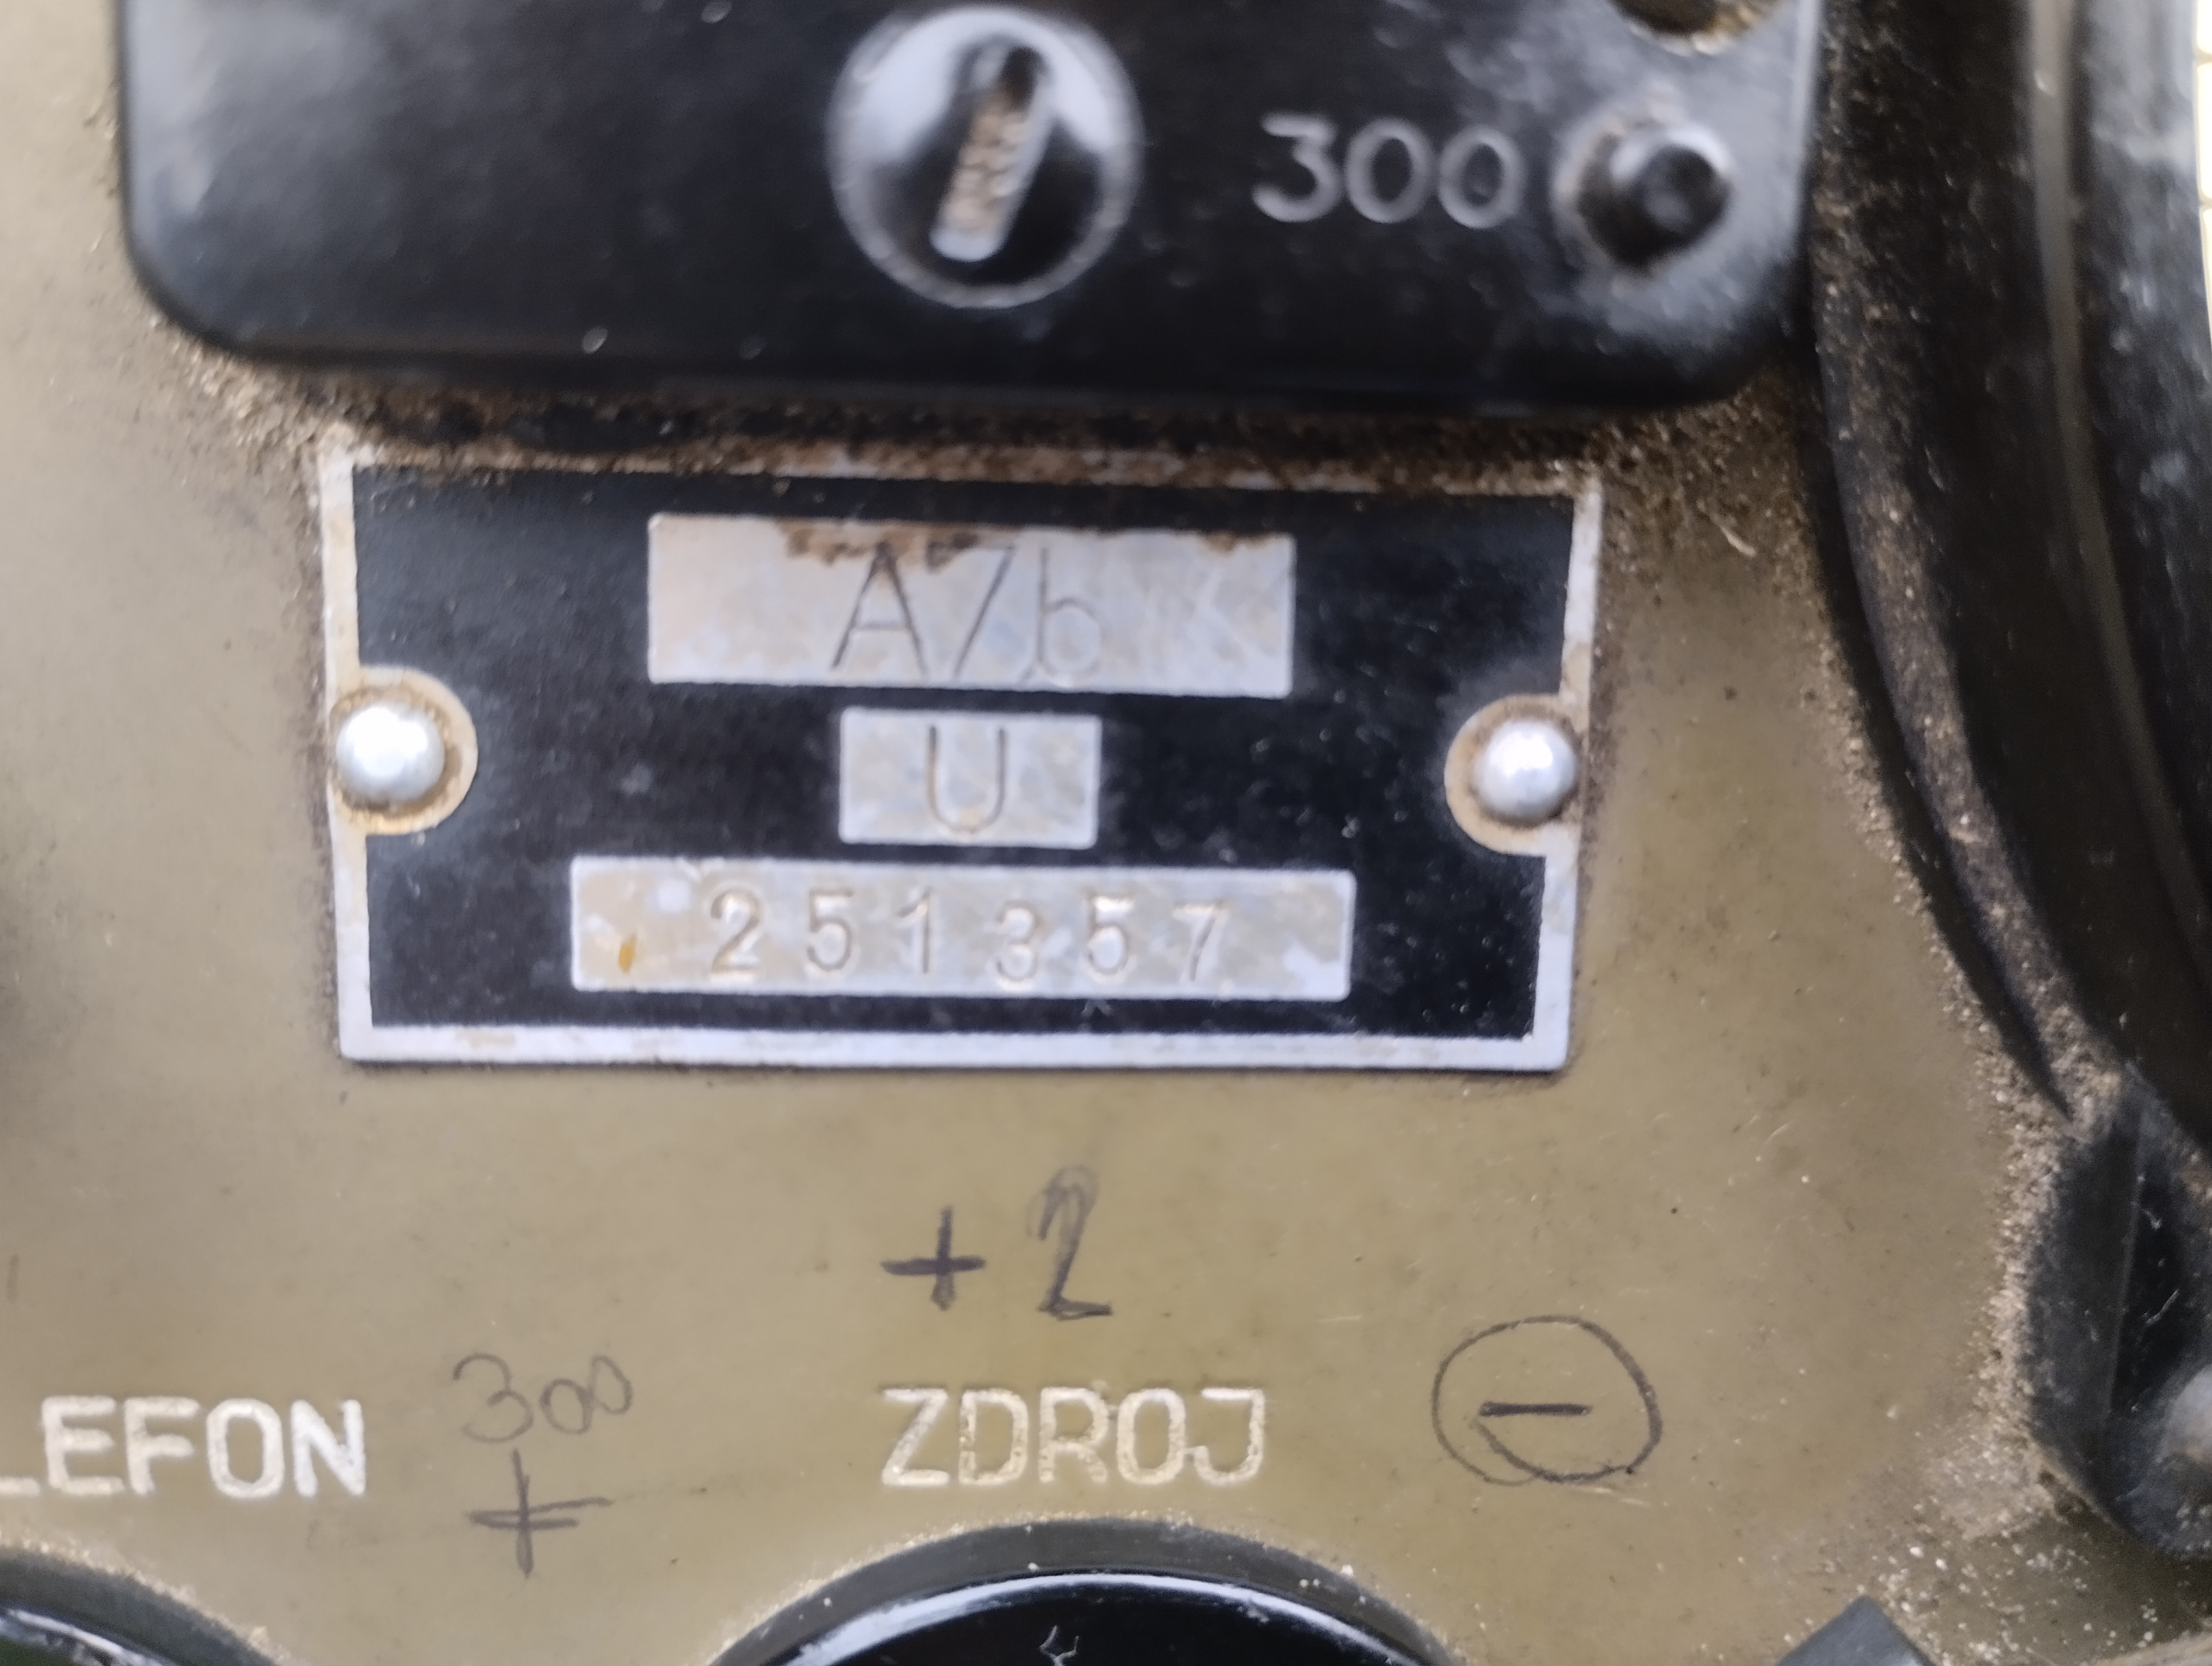 300
A7b
U
251357
+2
300
LEFON
ZDROJ
-
+